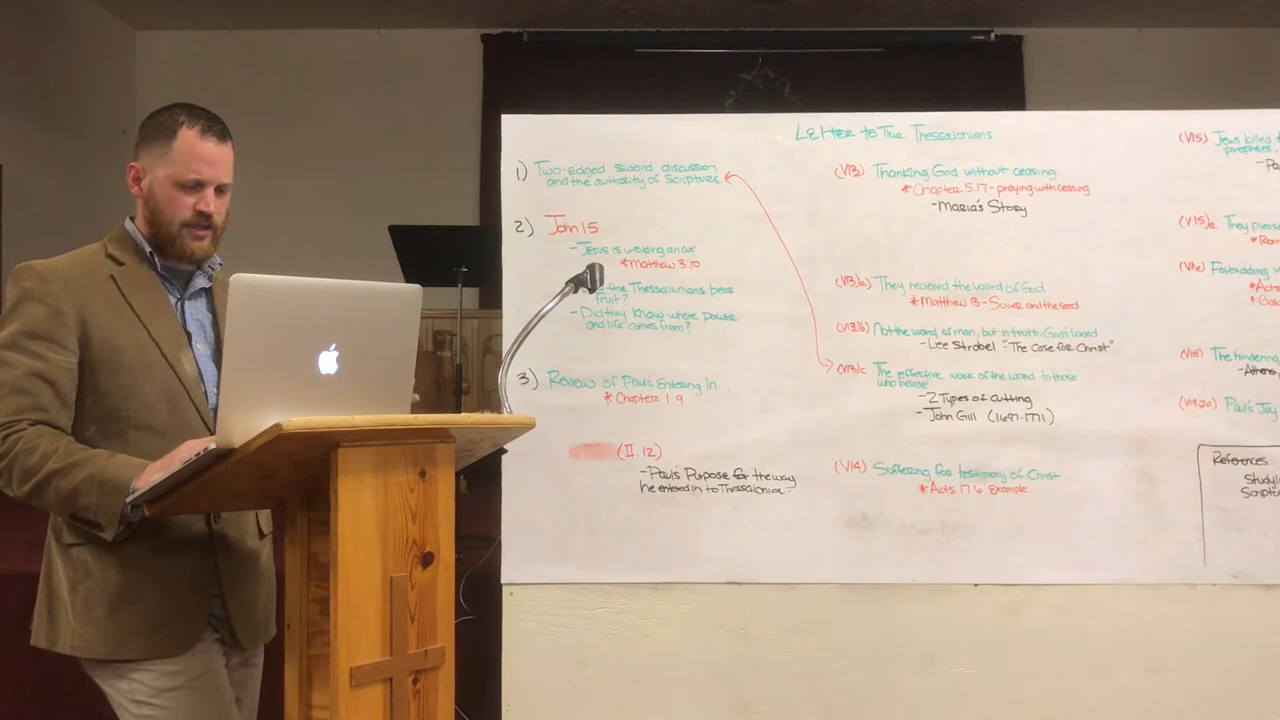 Letter to The Thessalonians
1) Two-edged sword discussion
and the authority of Scripture
2) John 15
- Jesus is wielding an ax
*Matthew 3:10
the Thessalonians bear
fruit?
- Did they know where power
and life comes from?
3) Review of Paul's Entering In...
* Chapter 1.9
(II.12)
- Paul's Purpose for the way
he entered in to Thessalonica.
(V13) Thanking God without ceasing
*Chapter 5.17 - praying with ceasing
- Maria's Story
(V13)a) They recieved the word of God
* Matthew 13 - Sower and the seed
(V13)b) Not the word of man, but in truth, God's word
- Lee Strobel "The Case for Christ"
(V13)c The effective work of the word to those
who believe
- 2 Types of cutting
- John Gill (1697-1771)
(V14) Suffering for testimony of Christ
*Acts 17.6 Example
(V15) Jews killed
prophets.
(V15)a They
(V16) Forbidding
*Acts
(V18) The hindering
- Athens,
(V19,20) Paul's Joy
References